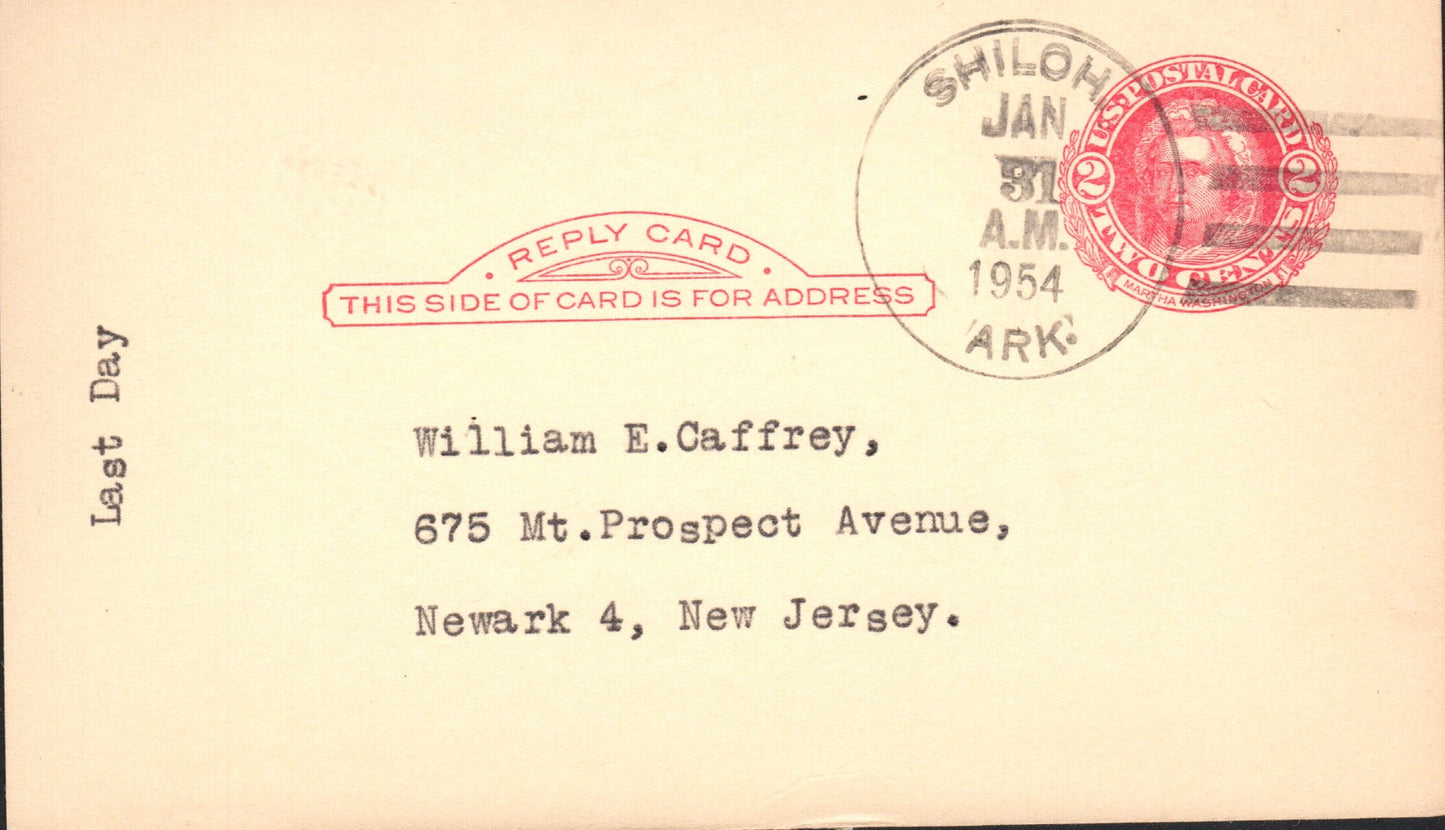 SHILOH
JAN
31
A.M.
1954
ARK.
U.S. POSTAL CARD
2 2
TWO CENTS
MARTHA WASHINGTON
· REPLY CARD ·
THIS SIDE OF CARD IS FOR ADDRESS
Last Day
William E.Caffrey,
675 Mt.Prospect Avenue,
Newark 4, New Jersey.